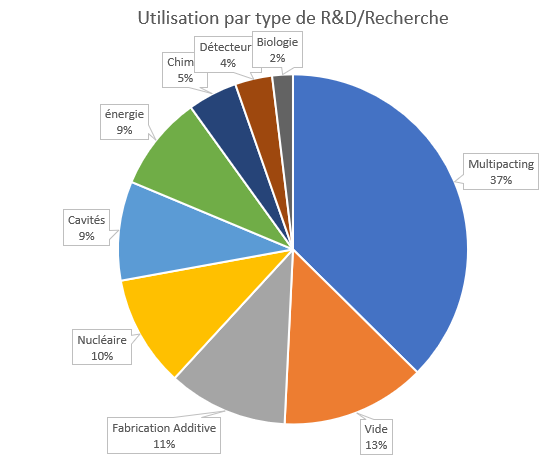 Utilisation par type de R&D/Recherche
Biologie
2%
Détecteur
4%
5%
énergie
9%
Multipacting
37%
Cavités
9%
Nucléaire
10%
Fabrication Additive
11%
Vide
13%